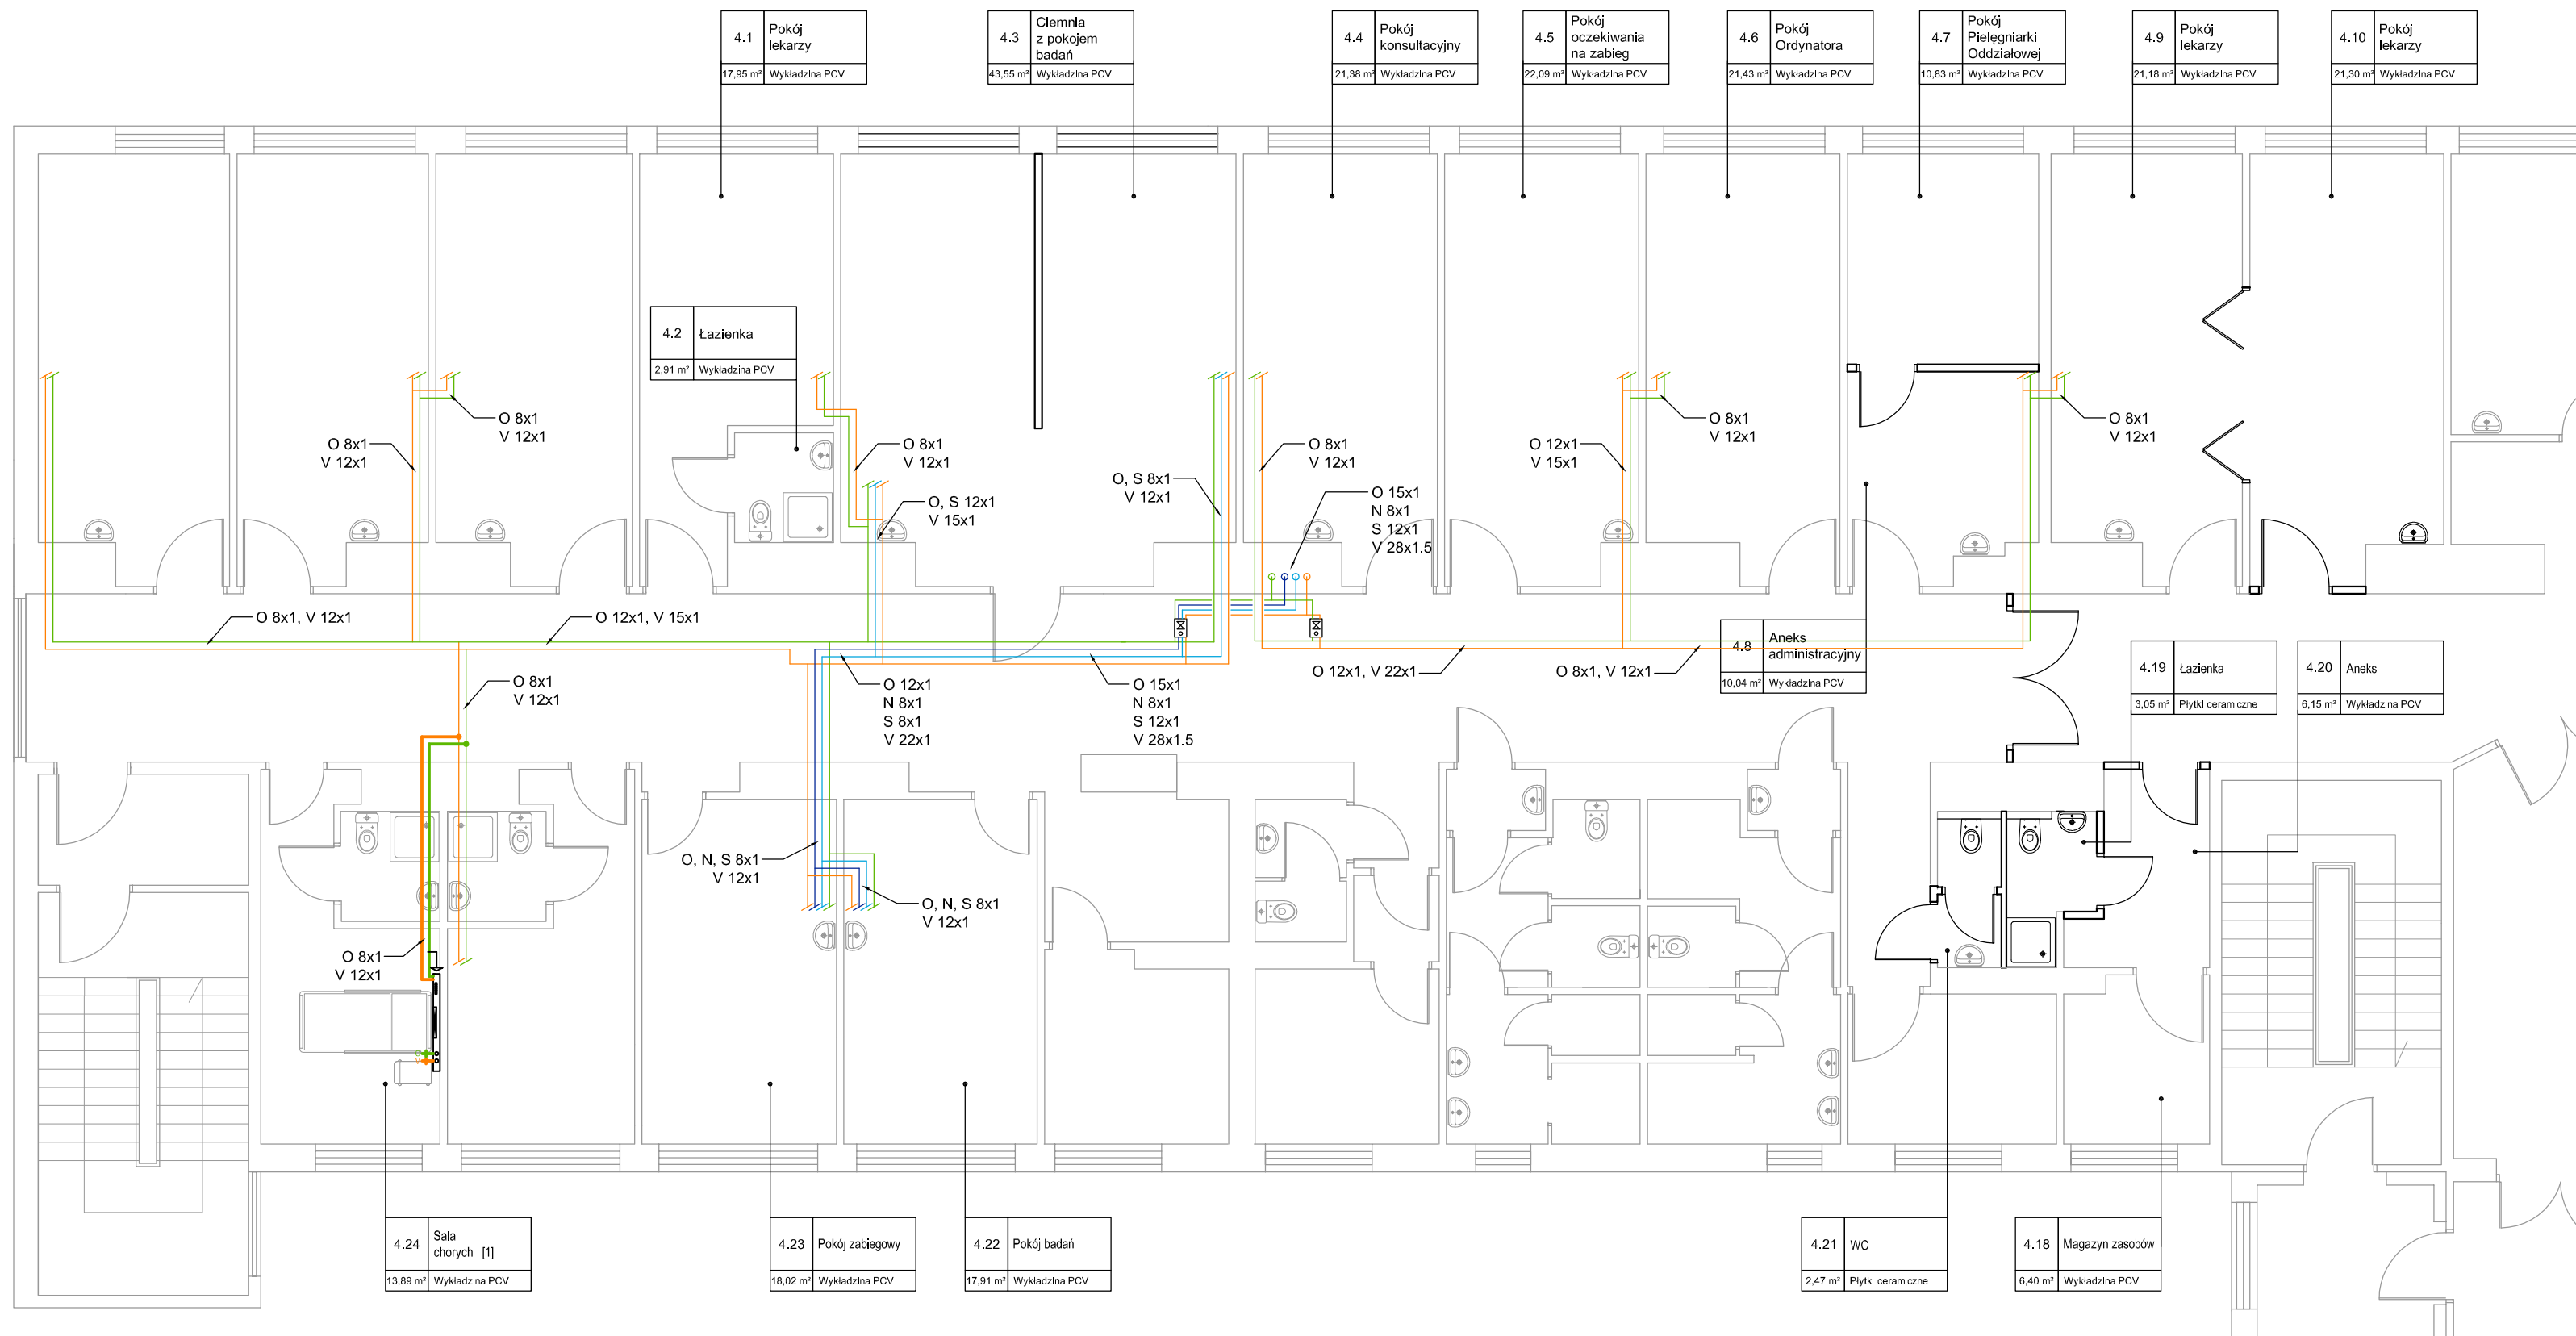 4.1 Pokój
lekarzy
17,95 m² Wykładzina PCV
4.3 Ciemnia
z pokojem
badań
43,55 m² Wykładzina PCV
4.4 Pokój
konsultacyjny
21,38 m² Wykładzina PCV
4.5 Pokój
oczekiwania
na zabieg
22,09 m² Wykładzina PCV
4.6 Pokój
Ordynatora
21,43 m² Wykładzina PCV
4.7 Pokój
Pielęgniarki
Oddziałowej
10,83 m² Wykładzina PCV
4.9 Pokój
lekarzy
21,18 m² Wykładzina PCV
4.10 Pokój
lekarzy
21,30 m² Wykładzina PCV
4.2 Łazienka
2,91 m² Wykładzina PCV
O 8x1
V 12x1
O 8x1
V 12x1
O 8x1
V 12x1
O, S 12x1
V 15x1
O, S 8x1
V 12x1
O 8x1
V 12x1
O 15x1
N 8x1
S 12x1
V 28x1.5
O 12x1
V 15x1
O 8x1
V 12x1
O 8x1
V 12x1
O 8x1, V 12x1
O 12x1, V 15x1
O 8x1
V 12x1
O 12x1
N 8x1
S 8x1
V 22x1
O 15x1
N 8x1
S 12x1
V 28x1.5
O 12x1, V 22x1
O 8x1, V 12x1
4.8 Aneks
administracyjny
10,04 m² Wykładzina PCV
4.19 Łazienka
3,05 m² Płytki ceramiczne
4.20 Aneks
6,15 m² Wykładzina PCV
O, N, S 8x1
V 12x1
O, N, S 8x1
V 12x1
O 8x1
V 12x1
O
V
4.24 Sala
chorych [1]
13,89 m² Wykładzina PCV
4.23 Pokój zabiegowy
18,02 m² Wykładzina PCV
4.22 Pokój badań
17,91 m² Wykładzina PCV
4.21 WC
2,47 m² Płytki ceramiczne
4.18 Magazyn zasobów
6,40 m² Wykładzina PCV